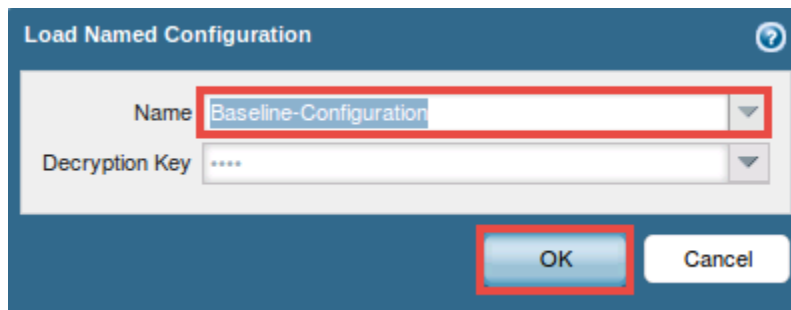 Load Named Configuration
Name Baseline-Configuration
Decryption Key ••••
OK Cancel